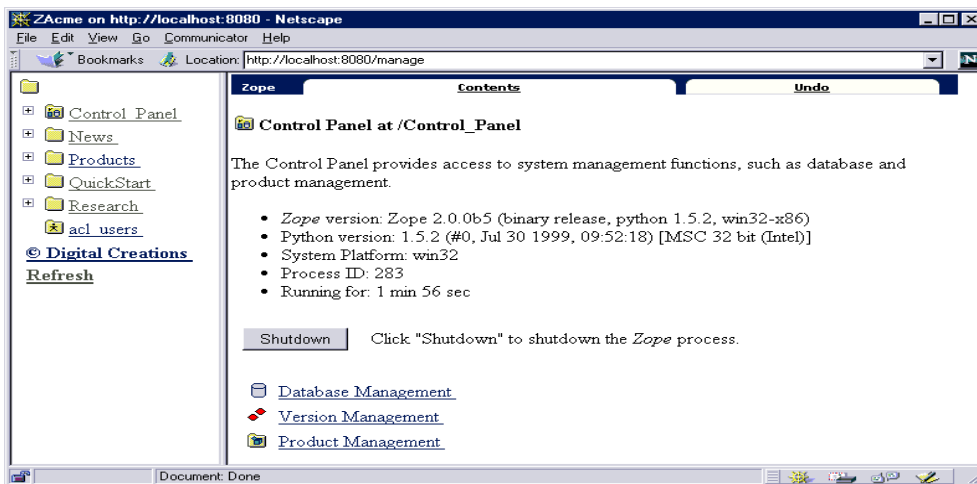 ZAcme on http://localhost:8080 - Netscape
File Edit View Go Communicator Help
Bookmarks Location: http://localhost:8080/manage
N
Control_Panel
News
Products
QuickStart
Research
acl_users
© Digital Creations
Refresh
Zope Contents Undo
Control Panel at /Control_Panel
The Control Panel provides access to system management functions, such as database and
product management.
• Zope version: Zope 2.0.0b5 (binary release, python 1.5.2, win32-x86)
• Python version: 1.5.2 (#0, Jul 30 1999, 09:52:18) [MSC 32 bit (Intel)]
• System Platform: win32
• Process ID: 283
• Running for: 1 min 56 sec
Shutdown Click "Shutdown" to shutdown the Zope process.
Database Management
Version Management
Product Management
Document: Done